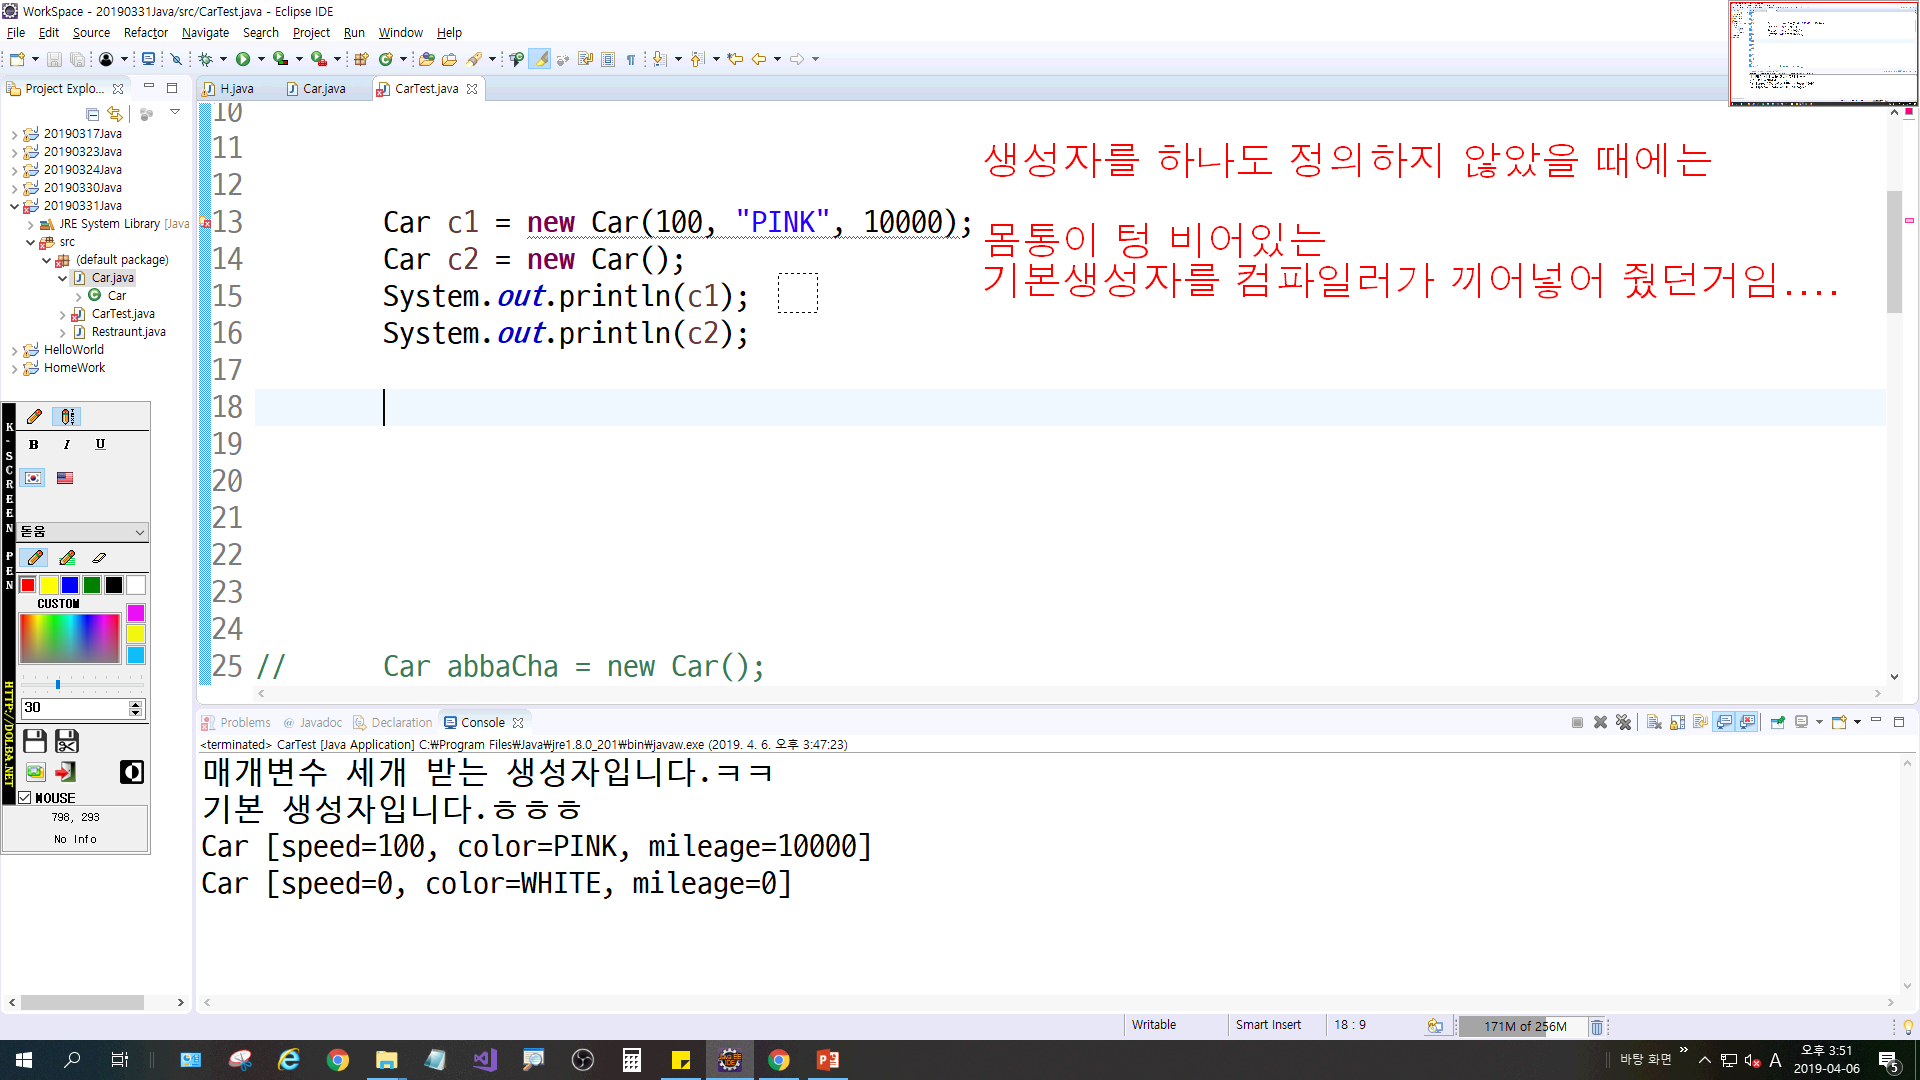 WorkSpace - 20190331Java/src/CarTest.java - Eclipse IDE
File Edit Source Refactor Navigate Search Project Run Window Help
Project Explo...
H.java Car.java CarTest.java
20190317Java
20190323Java
20190324Java
20190330Java
20190331Java
JRE System Library [Java
src
(default package)
Car.java
Car
CarTest.java
Restraunt.java
HelloWorld
HomeWork
10
11
12
13 Car c1 = new Car(100, "PINK", 10000);
14 Car c2 = new Car();
15 System.out.println(c1);
16 System.out.println(c2);
17
18
19
20
21
22
23
24
25 // Car abbaCha = new Car();
생성자를 하나도 정의하지 않았을 때에는
몸통이 텅 비어있는
기본생성자를 컴파일러가 끼어넣어 줬던거임....
K-SCREEN PEN
HTTP://DOLBA.NET
B I U
돋움
CUSTOM
30
MOUSE
798, 293
No Info
Problems @ Javadoc Declaration Console
<terminated> CarTest [Java Application] C:₩Program Files₩Java₩jre1.8.0_201₩bin₩javaw.exe (2019. 4. 6. 오후 3:47:23)
매개변수 세개 받는 생성자입니다.ㅋㅋ
기본 생성자입니다.ㅎㅎㅎ
Car [speed=100, color=PINK, mileage=10000]
Car [speed=0, color=WHITE, mileage=0]
Writable Smart Insert 18 : 9 171M of 256M
바탕 화면 A 오후 3:51
2019-04-06 5